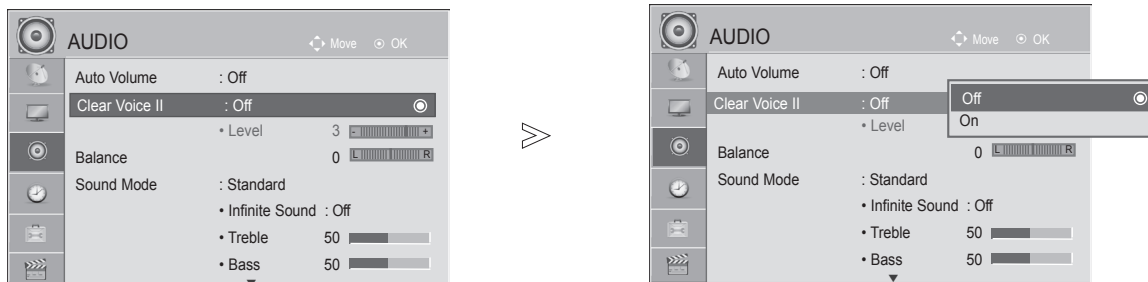 AUDIO
Move OK
Auto Volume : Off
Clear Voice II : Off
• Level 3 - +
Balance 0 L R
Sound Mode : Standard
• Infinite Sound : Off
• Treble 50
• Bass 50
AUDIO
Move OK
Auto Volume : Off
Clear Voice II : Off
• Level
Off
On
Balance 0 L R
Sound Mode : Standard
• Infinite Sound : Off
• Treble 50
• Bass 50